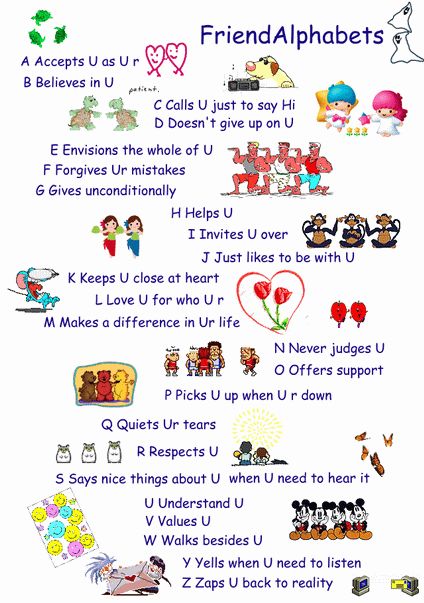 FriendAlphabets
A Accepts U as U r
B Believes in U
patient.
C Calls U just to say Hi
D Doesn't give up on U
E Envisions the whole of U
F Forgives Ur mistakes
G Gives unconditionally
H Helps U
I Invites U over
J Just likes to be with U
K Keeps U close at heart
L Love U for who U r
M Makes a difference in Ur life
N Never judges U
O Offers support
P Picks U up when U r down
Q Quiets Ur tears
R Respects U
S Says nice things about U when U need to hear it
U Understand U
V Values U
W Walks besides U
Y Yells when U need to listen
Z Zaps U back to reality